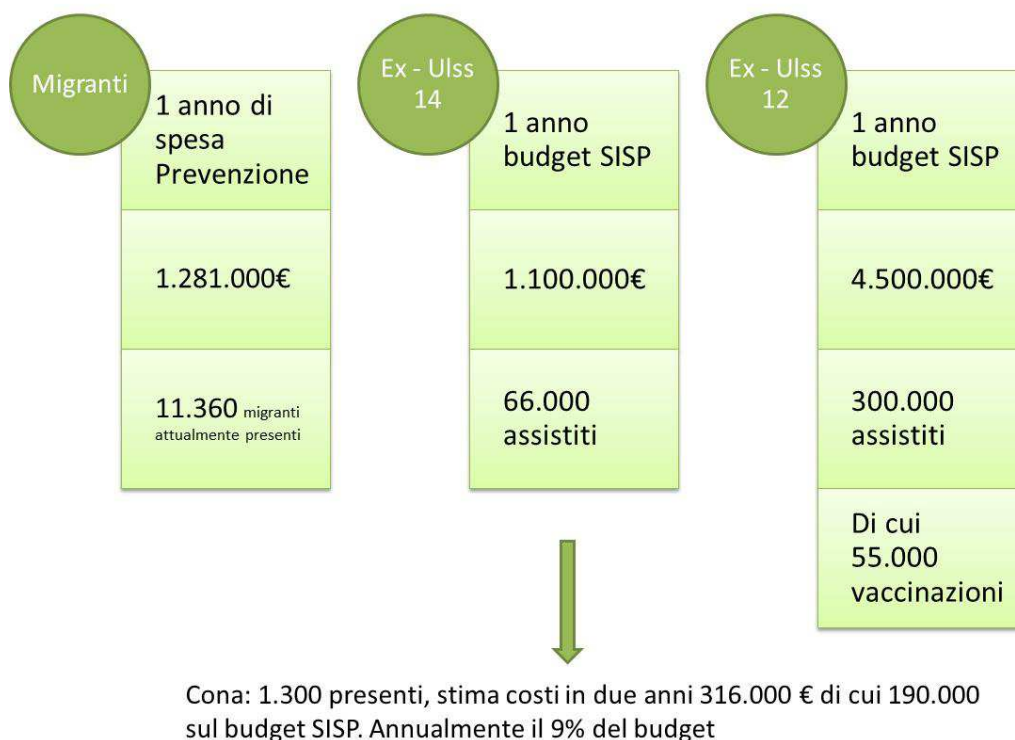 Migranti
1 anno di
spesa
Prevenzione
1.281.000€
11.360 migranti
attualmente presenti
Ex - Ulss
14
1 anno
budget SISP
1.100.000€
66.000
assistiti
Ex - Ulss
12
1 anno
budget SISP
4.500.000€
300.000
assistiti
Di cui
55.000
vaccinazioni
Cona: 1.300 presenti, stima costi in due anni 316.000 € di cui 190.000
sul budget SISP. Annualmente il 9% del budget